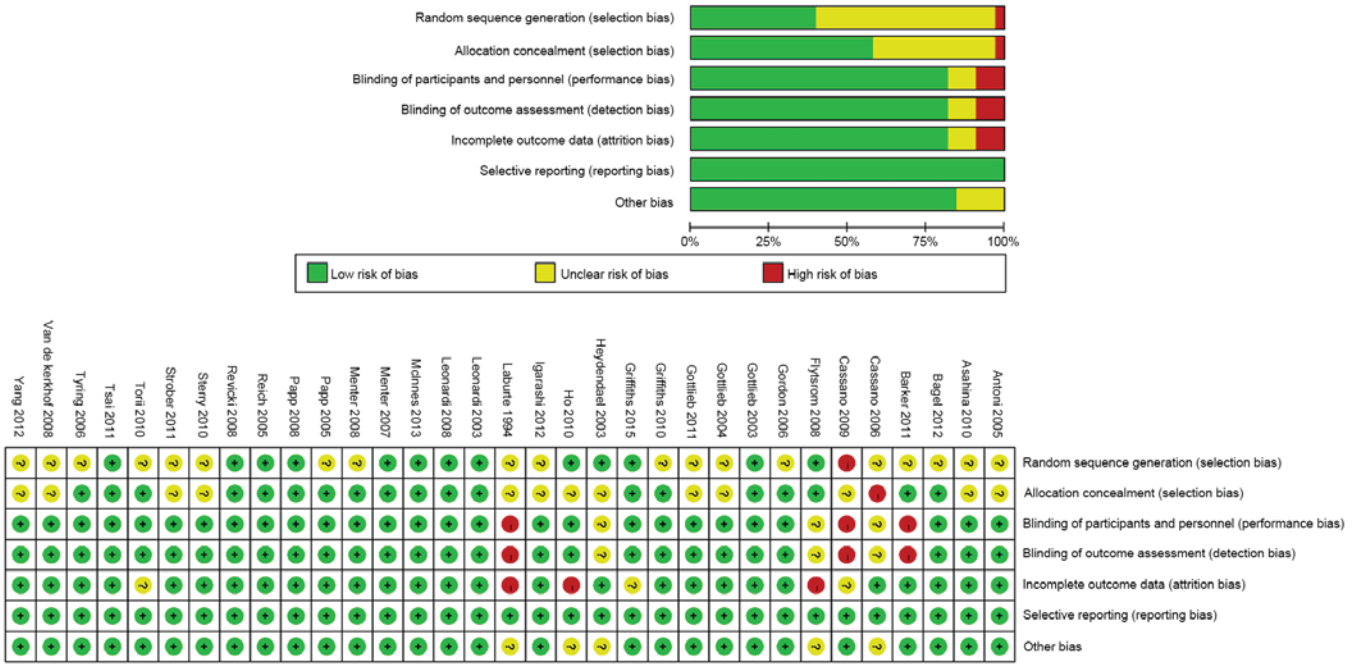 Random sequence generation (selection bias)
Allocation concealment (selection bias)
Blinding of participants and personnel (performance bias)
Blinding of outcome assessment (detection bias)
Incomplete outcome data (attrition bias)
Selective reporting (reporting bias)
Other bias
0% 25% 50% 75% 100%
Low risk of bias Unclear risk of bias High risk of bias
Yang 2012
Van de kerkhof 2008
Tyring 2006
Tsai 2011
Torii 2010
Strober 2011
Sterry 2010
Revicki 2008
Reich 2005
Papp 2008
Papp 2005
Menter 2008
Menter 2007
McInnes 2013
Leonardi 2008
Leonardi 2003
Laburte 1994
Igarashi 2012
Ho 2010
Heydendael 2003
Griffiths 2015
Griffiths 2010
Gottlieb 2011
Gottlieb 2004
Gottlieb 2003
Gordon 2006
Flytsrom 2008
Cassano 2009
Cassano 2006
Barker 2011
Bagel 2012
Asahina 2010
Antoni 2005
Random sequence generation (selection bias)
Allocation concealment (selection bias)
Blinding of participants and personnel (performance bias)
Blinding of outcome assessment (detection bias)
Incomplete outcome data (attrition bias)
Selective reporting (reporting bias)
Other bias